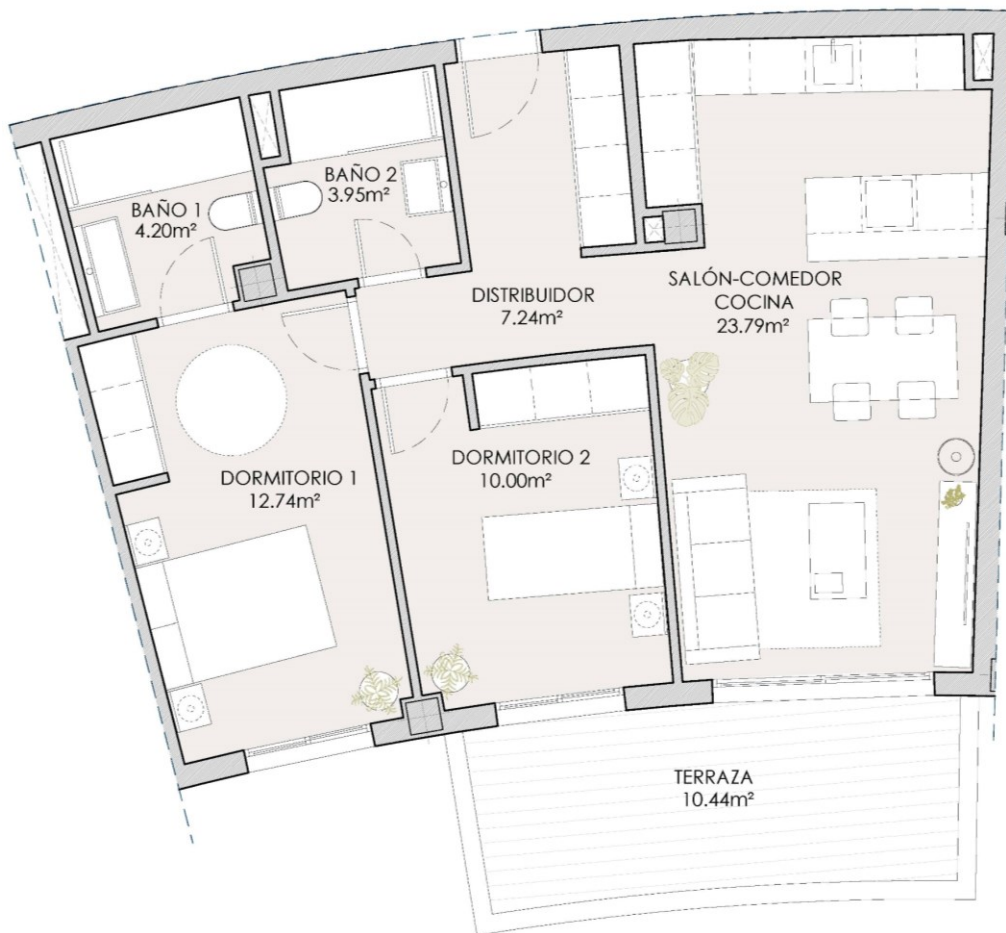 BAÑO 1
4.20m²
BAÑO 2
3.95m²
DISTRIBUIDOR
7.24m²
SALÓN-COMEDOR
COCINA
23.79m²
DORMITORIO 1
12.74m²
DORMITORIO 2
10.00m²
TERRAZA
10.44m²